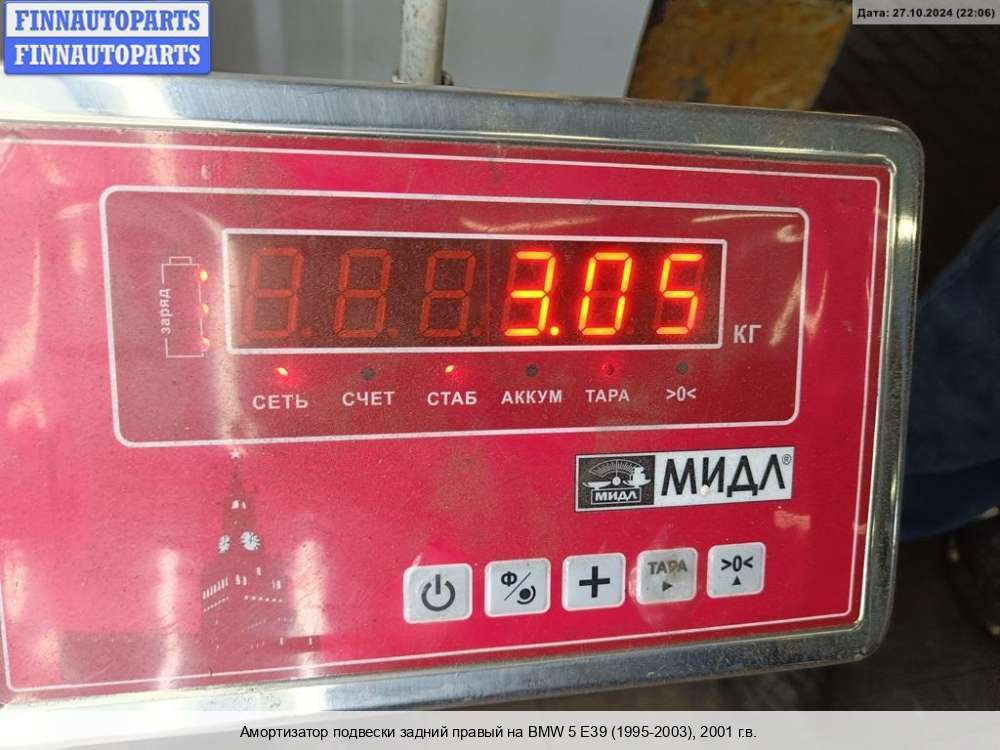 FINNAUTOPARTS
FINNAUTOPARTS
Дата: 27.10.2024 (22:06)
заряд
3.05
КГ
СЕТЬ СЧЕТ СТАБ АККУМ ТАРА >0<
МИДЛ МИДЛ®
Ф ТАРА >0<
Амортизатор подвески задний правый на BMW 5 E39 (1995-2003), 2001 г.в.